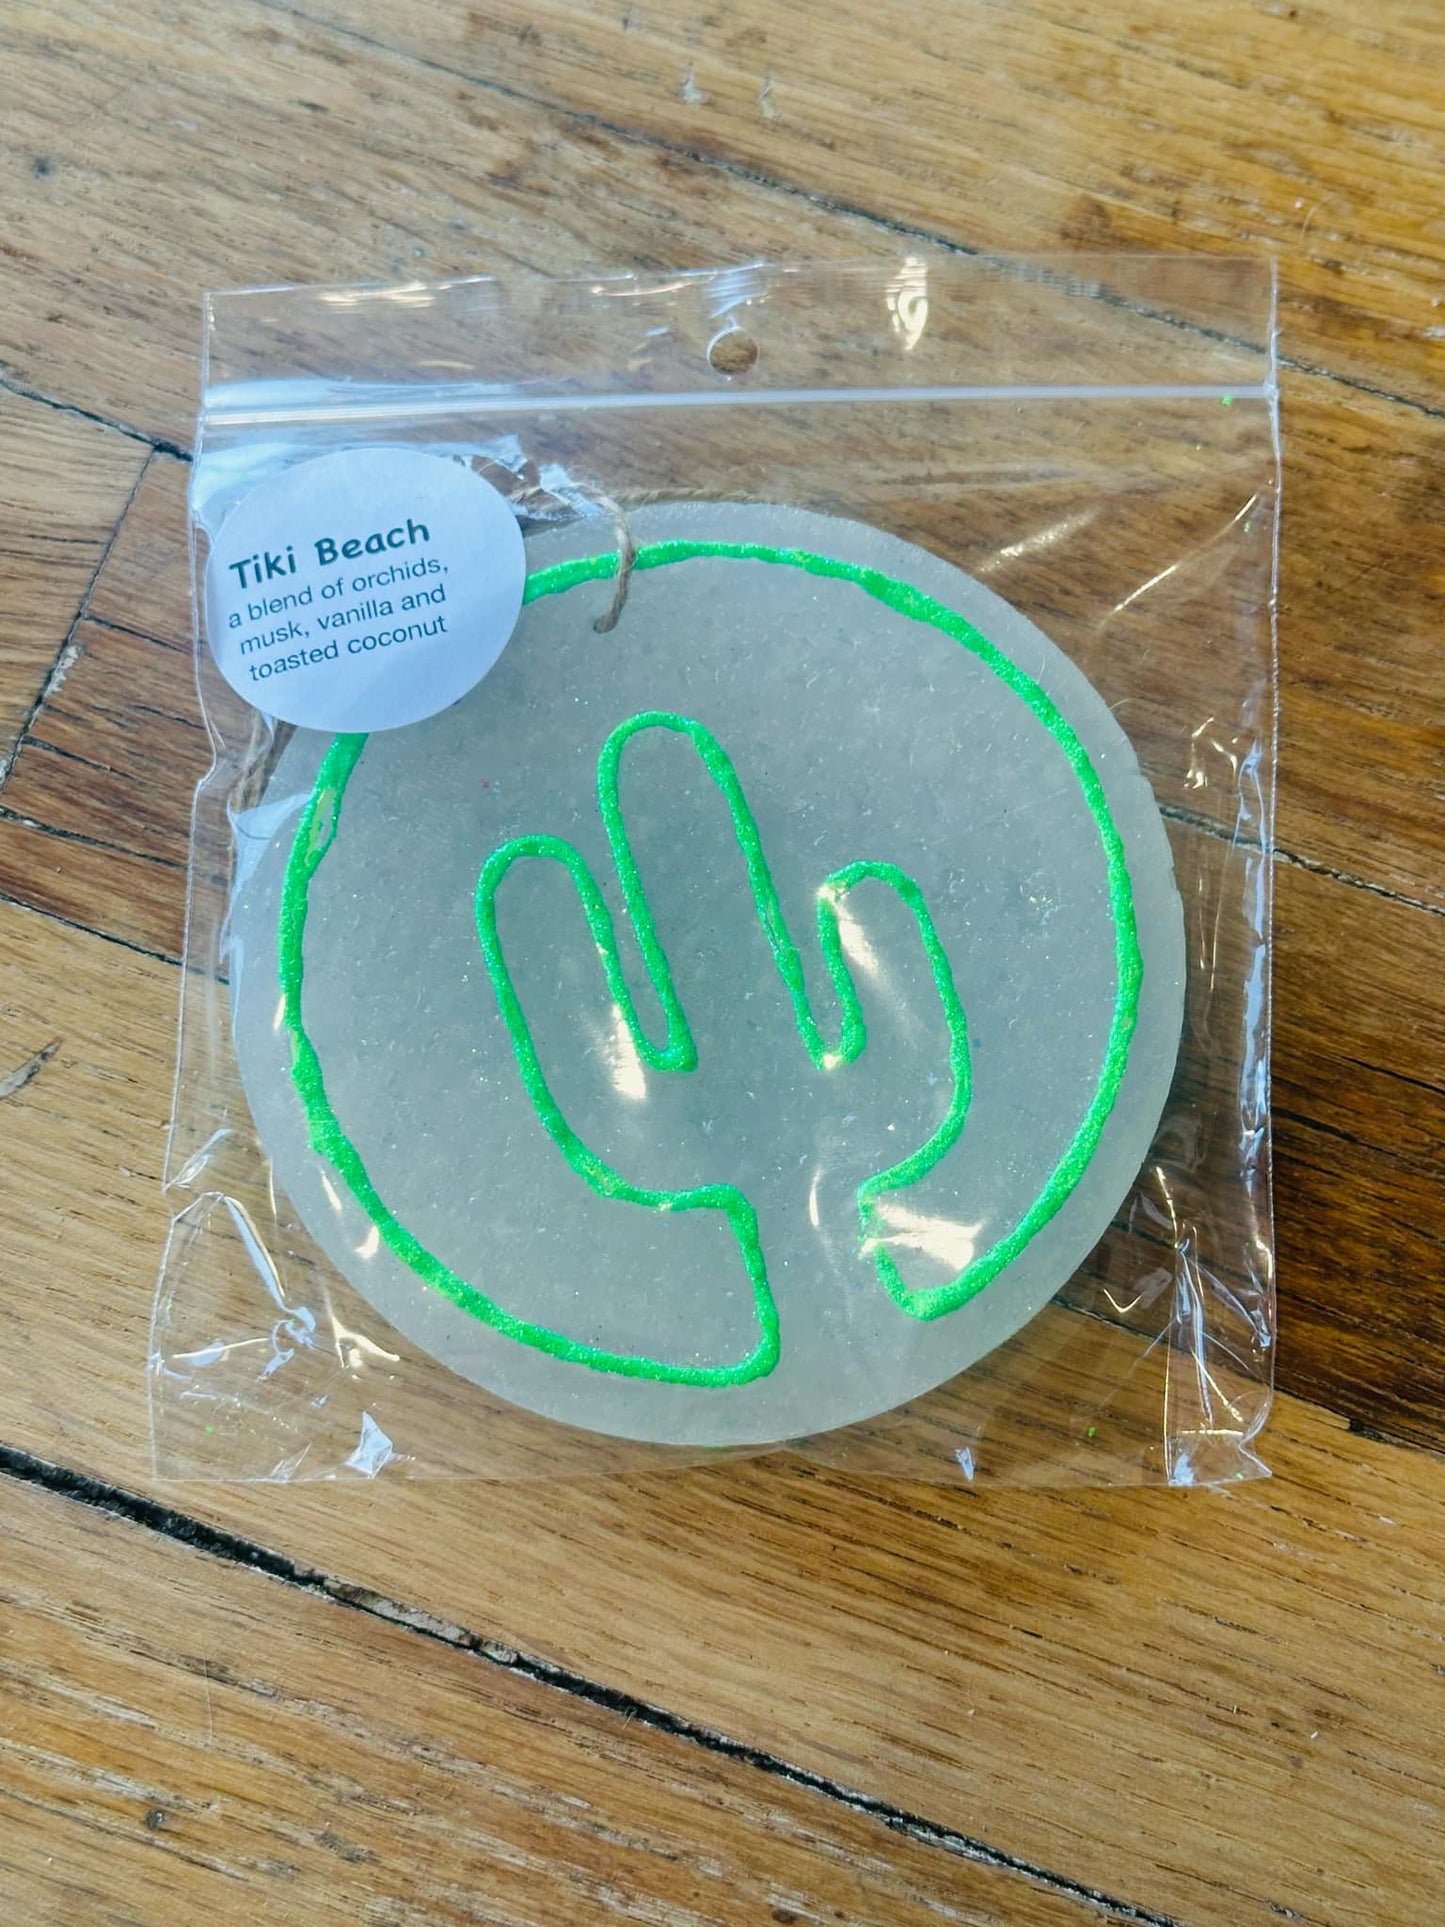 Tiki Beach
a blend of orchids,
musk, vanilla and
toasted coconut